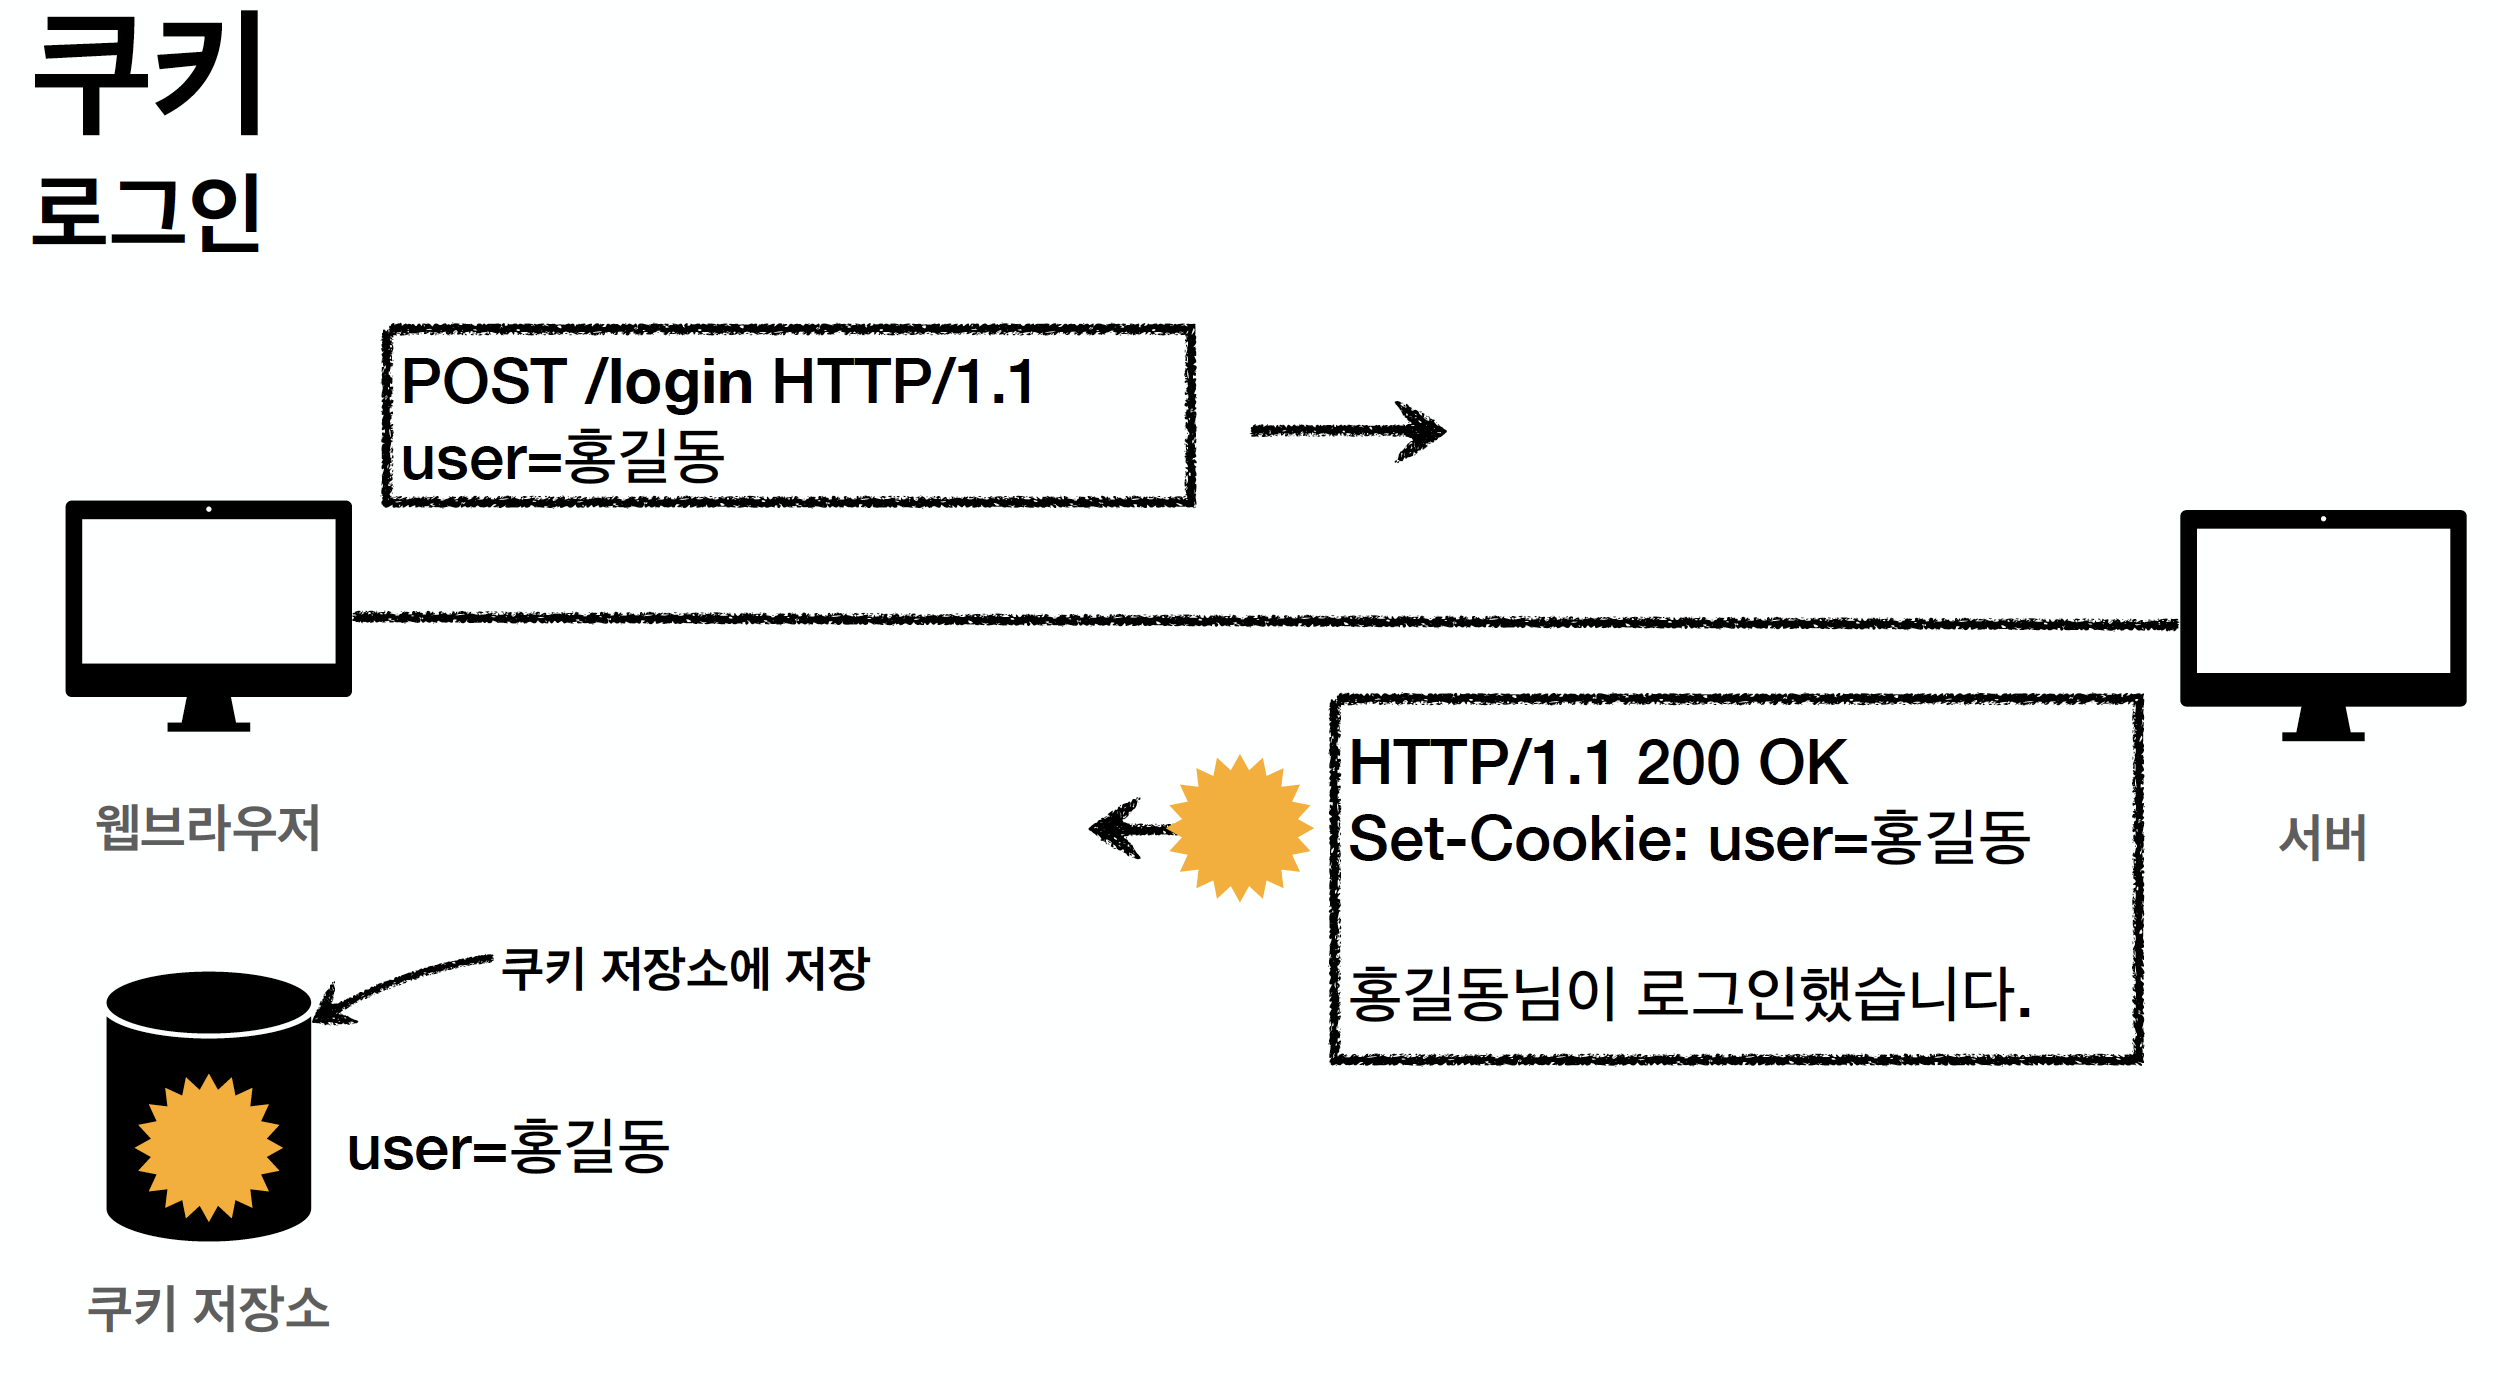 쿠키
로그인
POST /login HTTP/1.1
user=홍길동
웹브라우저
서버
HTTP/1.1 200 OK
Set-Cookie: user=홍길동
홍길동님이 로그인했습니다.
쿠키 저장소에 저장
user=홍길동
쿠키 저장소